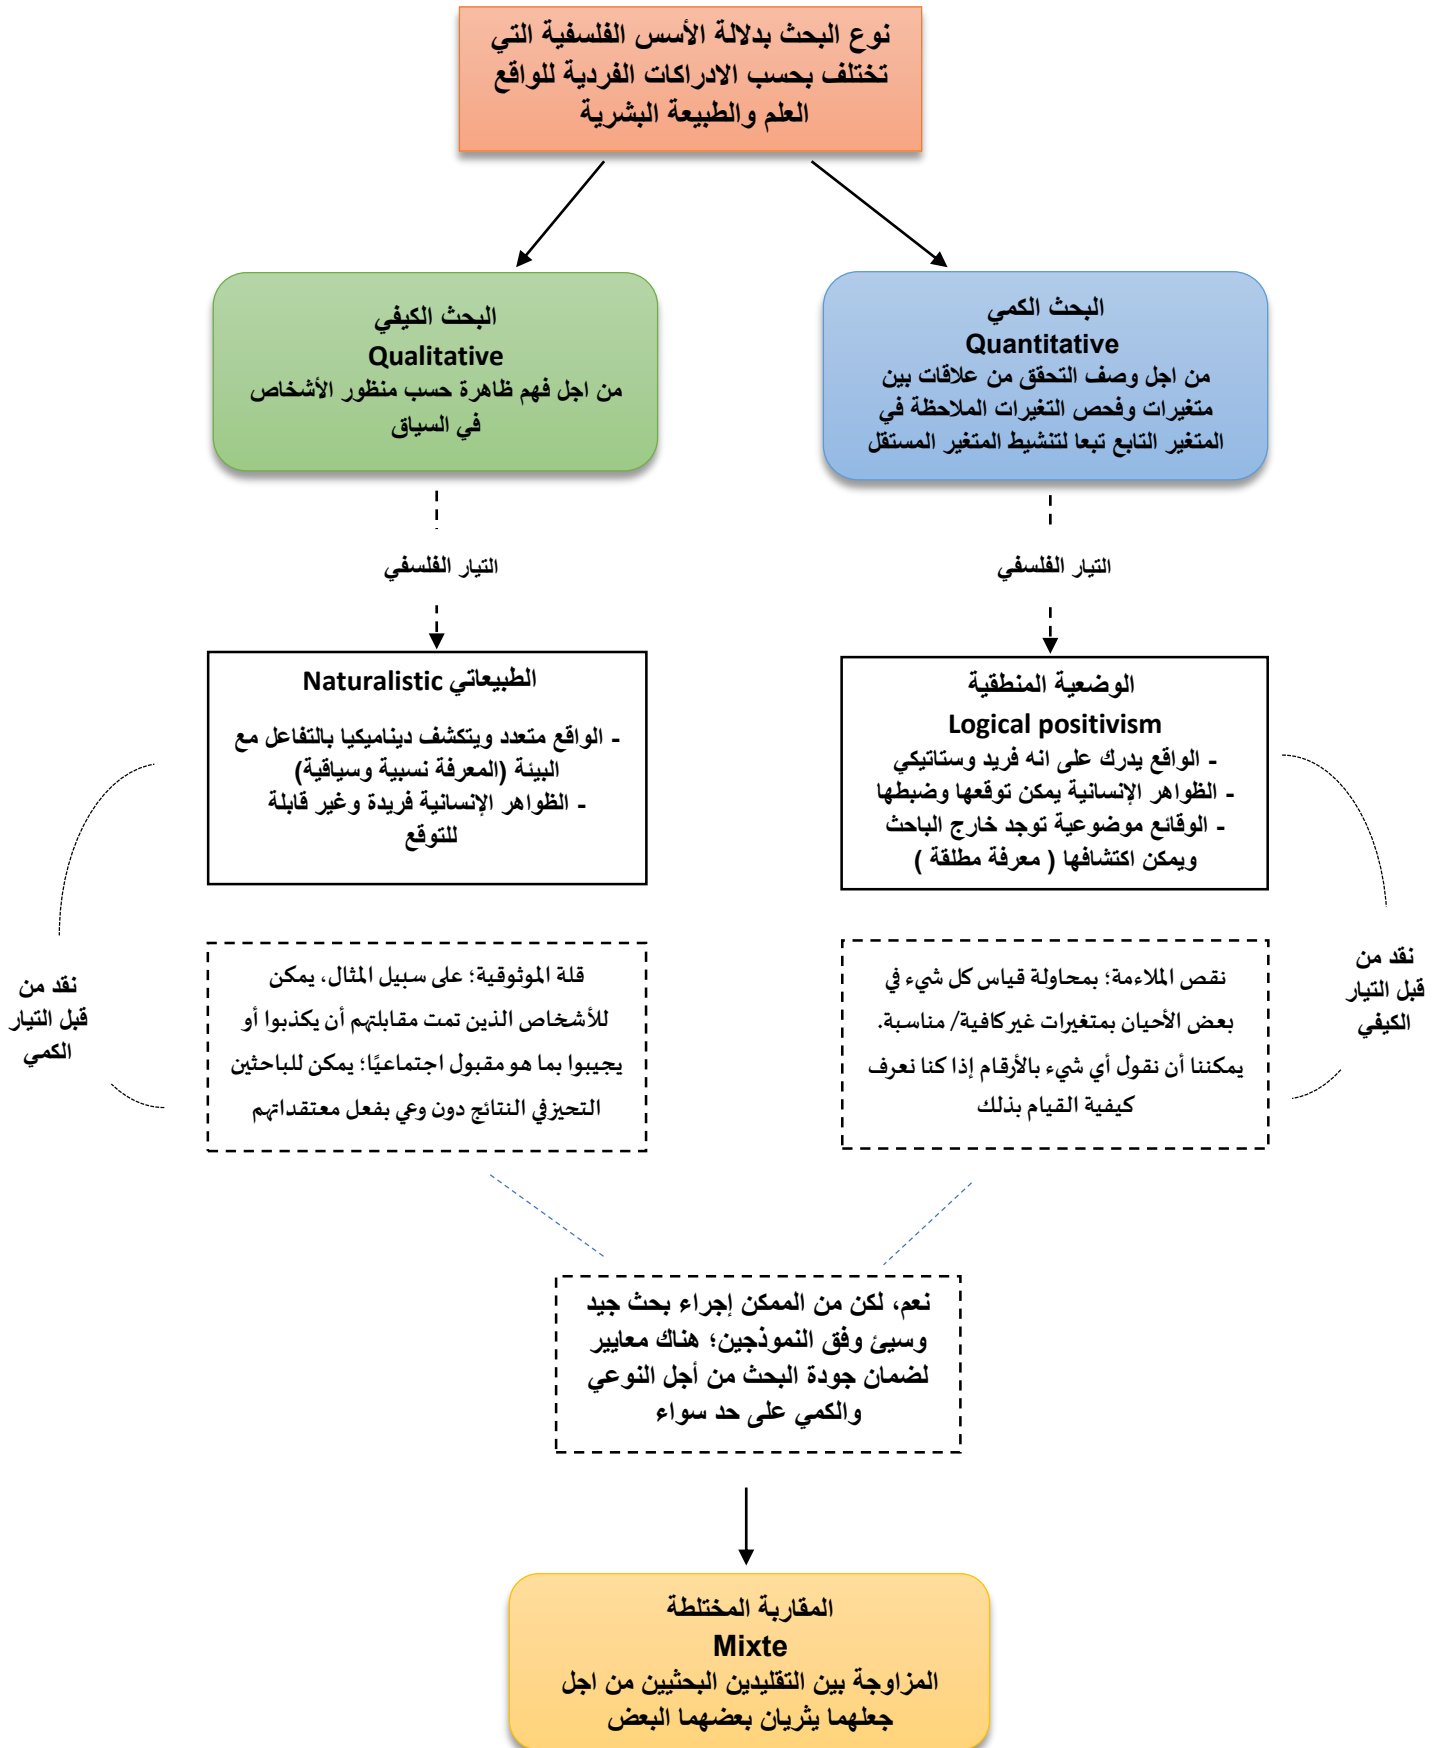 نوع البحث بدلالة الأسس الفلسفية التي
تختلف بحسب الادراكات الفردية للواقع
العلم والطبيعة البشرية
البحث الكمي
Quantitative
من اجل وصف التحقق من علاقات بين
متغيرات وفحص التغيرات الملاحظة في
المتغير التابع تبعا لتنشيط المتغير المستقل
البحث الكيفي
Qualitative
من اجل فهم ظاهرة حسب منظور الأشخاص
في السياق
التيار الفلسفي
التيار الفلسفي
الوضعية المنطقية
Logical positivism
- الواقع يدرك على انه فريد وستاتيكي
- الظواهر الإنسانية يمكن توقعها وضبطها
- الوقائع موضوعية توجد خارج الباحث
ويمكن اكتشافها ( معرفة مطلقة )
الطبيعاتي Naturalistic
- الواقع متعدد ويتكشف ديناميكيا بالتفاعل مع
البيئة (المعرفة نسبية وسياقية)
- الظواهر الإنسانية فريدة وغير قابلة
للتوقع
نقد من
قبل التيار
الكيفي
نقص الملاءمة؛ بمحاولة قياس كل شيء في
بعض الأحيان بمتغيرات غير كافية/ مناسبة.
يمكننا أن نقول أي شيء بالأرقام إذا كنا نعرف
كيفية القيام بذلك
قلة الموثوقية؛ على سبيل المثال، يمكن
للأشخاص الذين تمت مقابلتهم أن يكذبوا أو
يجيبوا بما هو مقبول اجتماعيًا؛ يمكن للباحثين
التحيز في النتائج دون وعي بفعل معتقداتهم
نقد من
قبل التيار
الكمي
نعم، لكن من الممكن إجراء بحث جيد
وسيئ وفق النموذجين؛ هناك معايير
لضمان جودة البحث من أجل النوعي
والكمي على حد سواء
المقاربة المختلطة
Mixte
المزاوجة بين التقليدين البحثيين من اجل
جعلهما يثريان بعضهما البعض